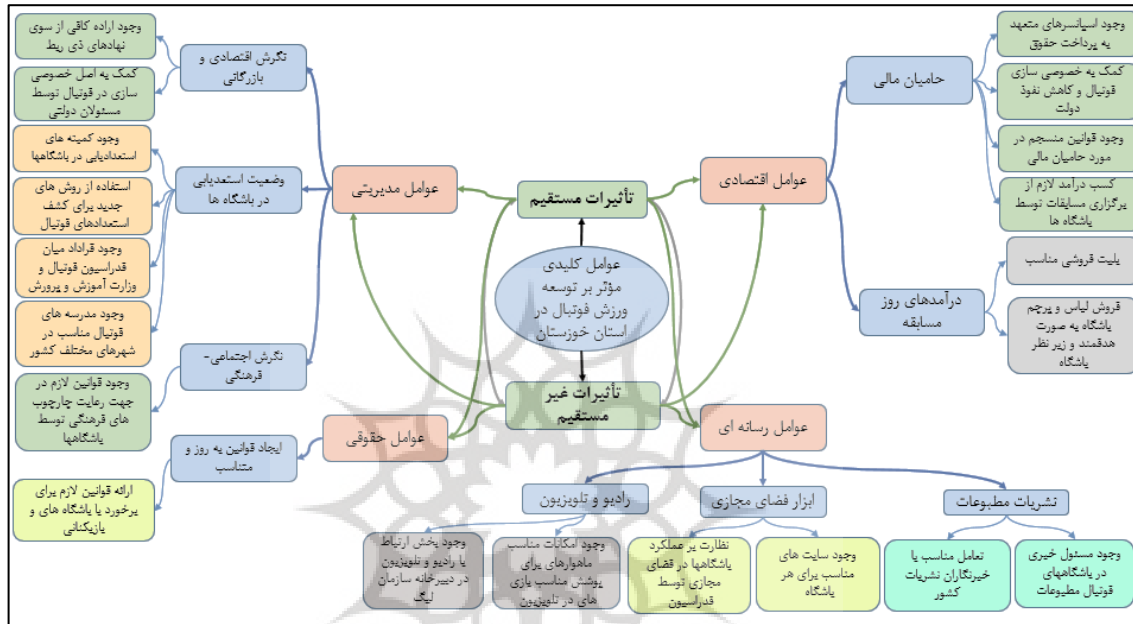 وجود اسپانسرهای متعهد
به پرداخت حقوق
کمک به خصوصی سازی
فوتبال و کاهش نفوذ
دولت
وجود قوانین منسجم در
مورد حامیان مالی
کسب درآمد لازم از
برگزاری مسابقات توسط
باشگاه ها
بلیت فروشی مناسب
فروش لباس و پرچم
باشگاه به صورت
هدفمند و زیر نظر
باشگاه
حامیان مالی
درآمدهای روز
مسابقه
عوامل اقتصادی
تأثیرات مستقیم
عوامل کلیدی
مؤثر بر توسعه
ورزش فوتبال در
استان خوزستان
تأثیرات غیر
مستقیم
عوامل مدیریتی
نگرش اقتصادی و
بازرگانی
وجود اراده کافی از سوی
نهادهای ذی ربط
کمک به اصل خصوصی
سازی در فوتبال توسط
مسئولان دولتی
وضعیت استعدیابی
در باشگاه ها
وجود کمیته های
استعدادیابی در باشگاهها
استفاده از روش های
جدید برای کشف
استعدادهای فوتبال
وجود قراداد میان
فدراسیون فوتبال و
وزارت آموزش و پرورش
وجود مدرسه های
فوتبال مناسب در
شهرهای مختلف کشور
نگرش اجتماعی-
فرهنگی
وجود قوانین لازم در
جهت رعایت چارچوب
های فرهنگی توسط
باشگاهها
عوامل حقوقی
ایجاد قوانین به روز و
متناسب
ارائه قوانین لازم برای
برخورد با باشگاه های و
بازیکنانی
عوامل رسانه ای
نشریات مطبوعات
ابزار فضای مجازی
رادیو و تلویزیون
وجود مسئول خبری
در باشگاههای
فوتبال مطبوعات
تعامل مناسب با
خبرنگاران نشریات
کشور
وجود سایت های
مناسب برای هر
باشگاه
نظارت بر عملکرد
باشگاهها در فضای
مجازی توسط
فدراسیون
وجود امکانات مناسب
ماهوارهای برای
پوشش مناسب بازی
های در تلویزیون
وجود بخش ارتباط
با رادیو و تلویزیون
در دبیرخانه سازمان
لیگ